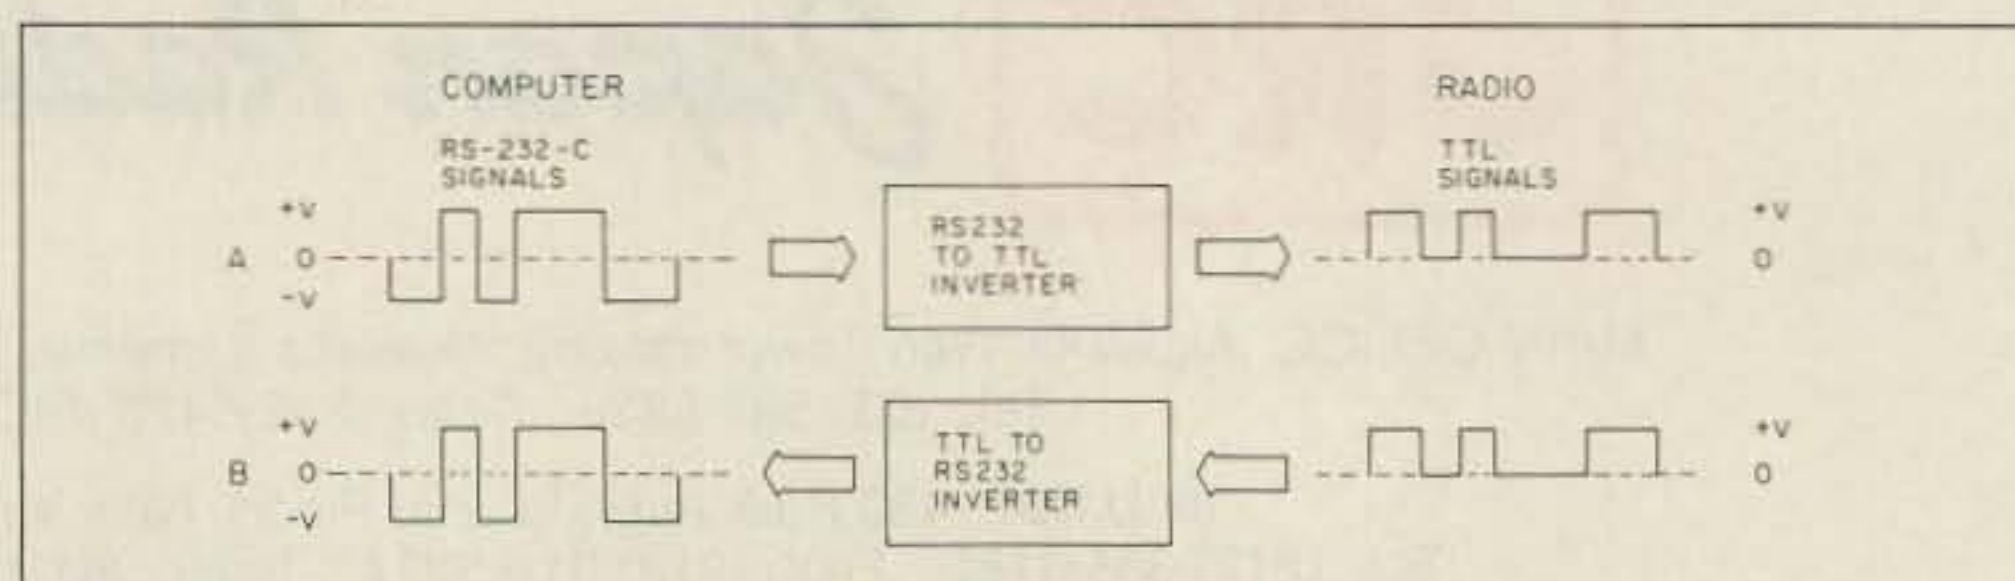 COMPUTER
RADIO
RS-232-C
SIGNALS
TTL
SIGNALS
+V
A
0
-V
RS232
TO TTL
INVERTER
+V
0
+V
B
0
-V
TTL TO
RS232
INVERTER
+V
0